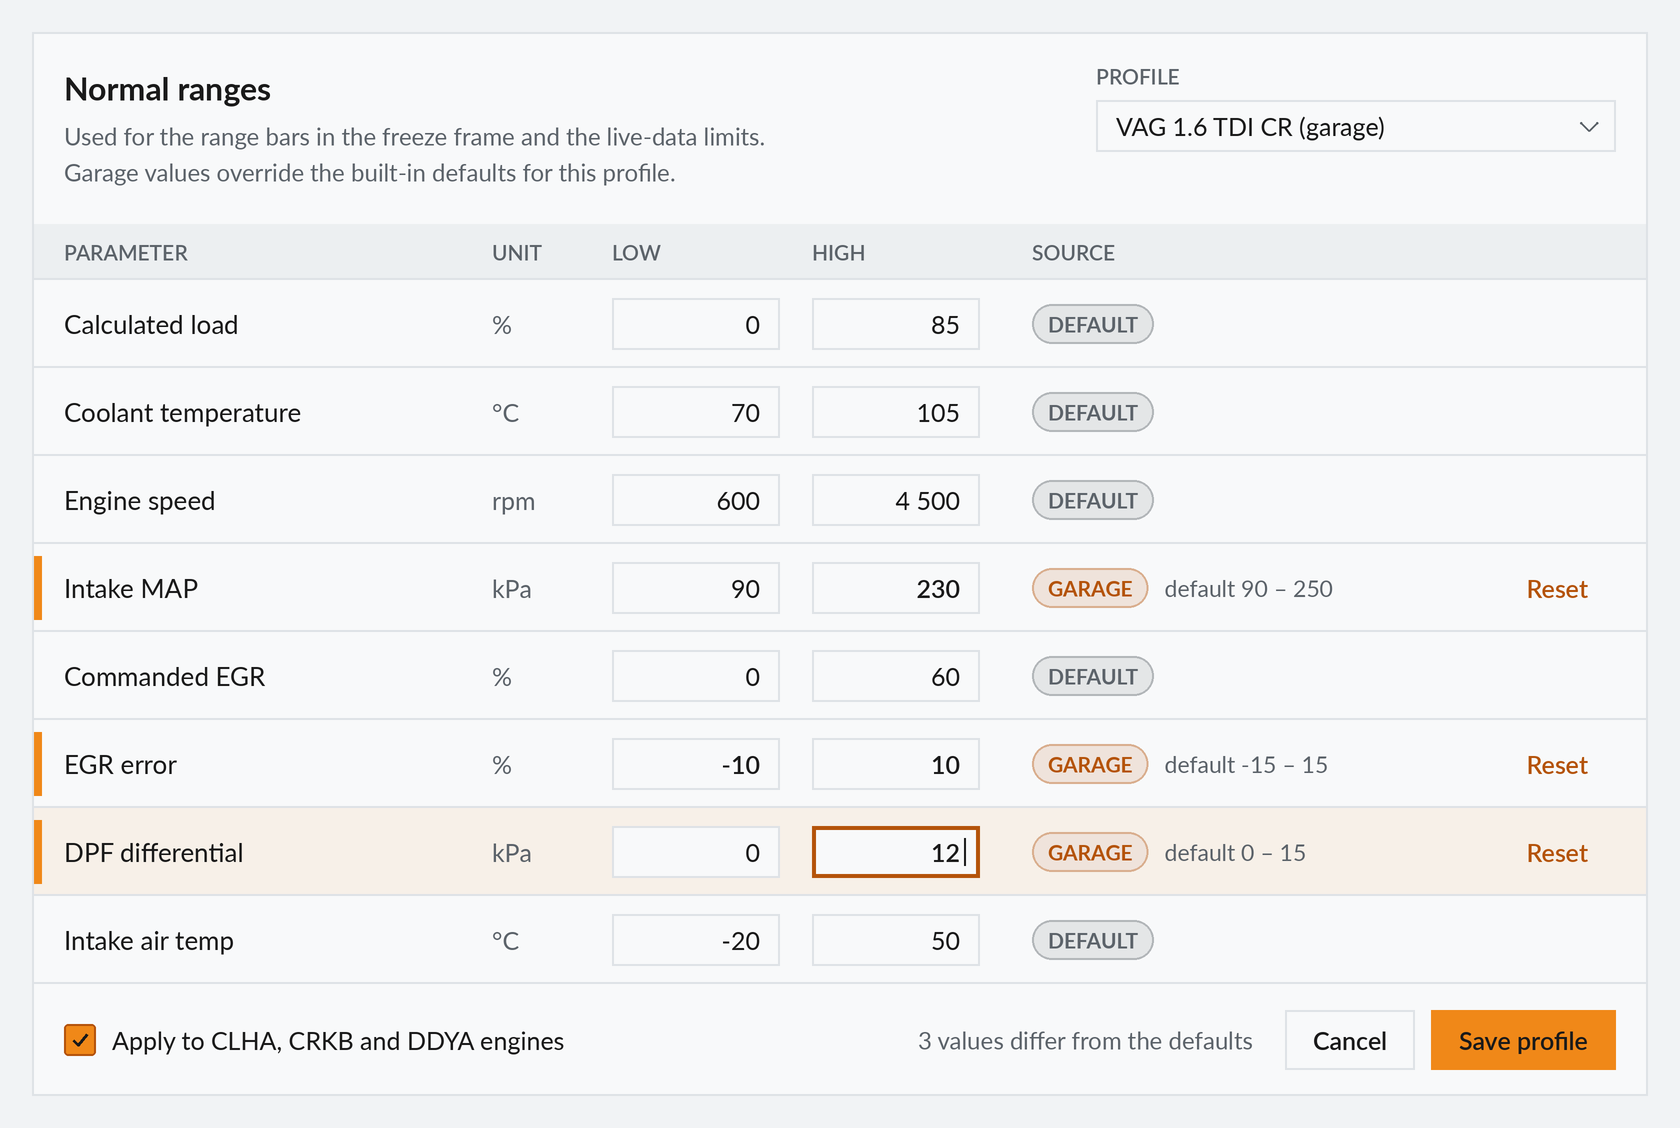 Normal ranges
Used for the range bars in the freeze frame and the live-data limits.
Garage values override the built-in defaults for this profile.
PROFILE
VAG 1.6 TDI CR (garage)
PARAMETER UNIT LOW HIGH SOURCE
Calculated load % 0 85 DEFAULT
Coolant temperature °C 70 105 DEFAULT
Engine speed rpm 600 4 500 DEFAULT
Intake MAP kPa 90 230 GARAGE default 90 – 250 Reset
Commanded EGR % 0 60 DEFAULT
EGR error % -10 10 GARAGE default -15 – 15 Reset
DPF differential kPa 0 12 GARAGE default 0 – 15 Reset
Intake air temp °C -20 50 DEFAULT
Apply to CLHA, CRKB and DDYA engines 3 values differ from the defaults Cancel Save profile